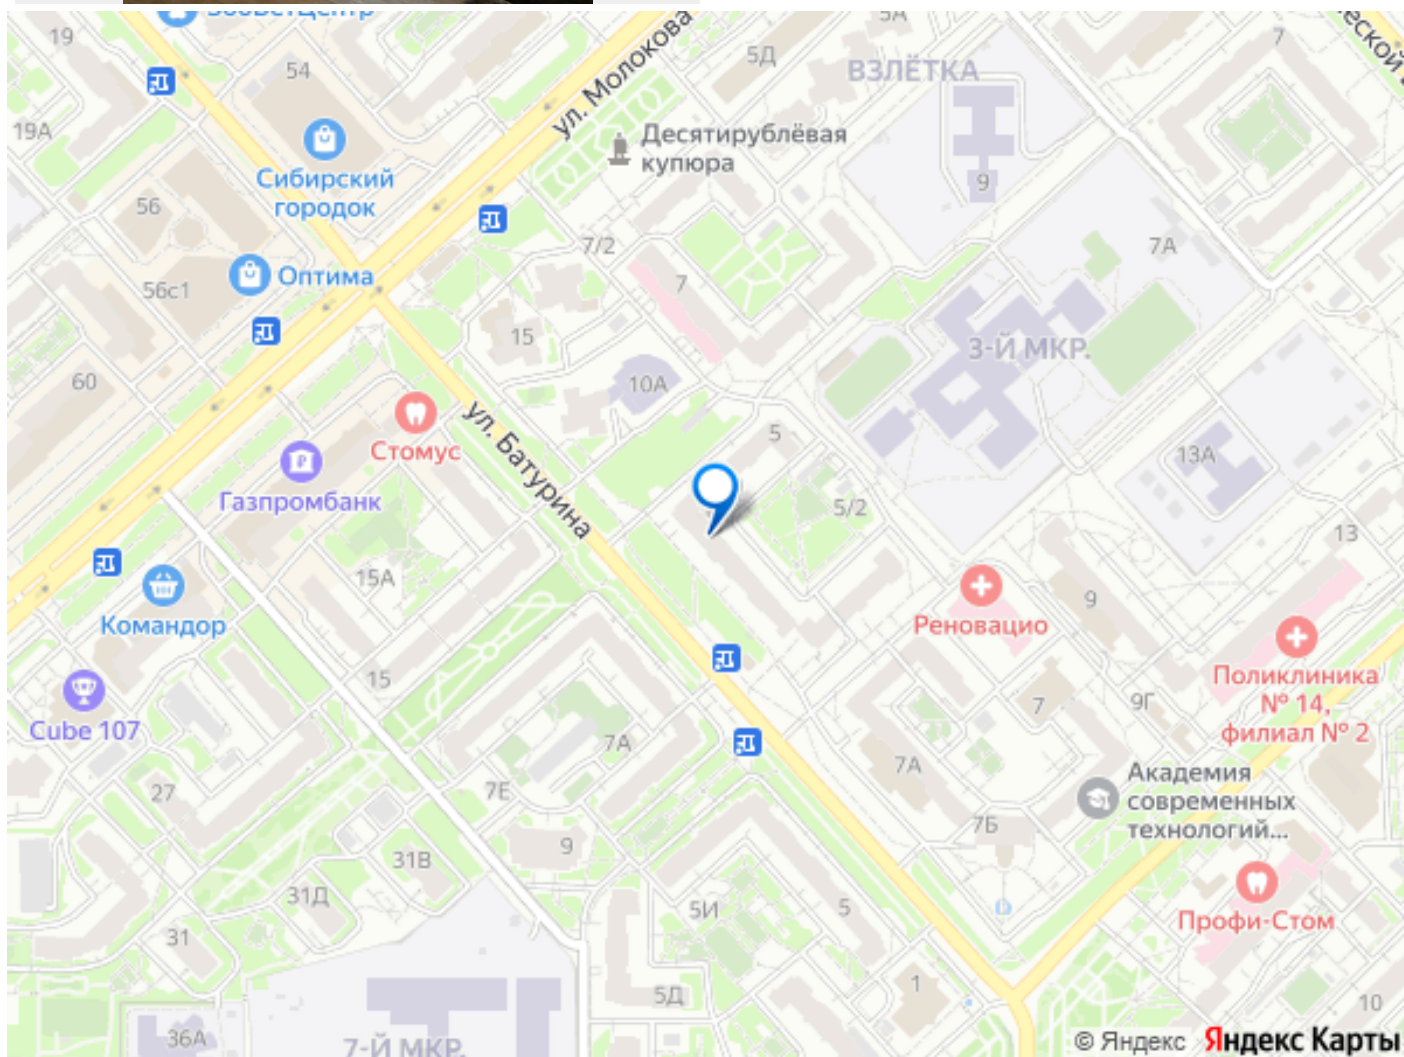 ЗооВетЦентр
5А
19
5Д
7
54
ул. Молокова
ВЗЛЁТКА
19А
Десятирублёвая
купюра
Сибирский
городок
9
56
7/2
7А
Оптима
7
56с1
15
3-Й МКР.
60
10А
ул. Батурина
Стомус
5
13А
Газпромбанк
5/2
13
15А
9
Командор
Реновацио
15
Поликлиника
№ 14,
филиал № 2
7
9Г
Cube 107
7А
7А
Академия
современных
технологий...
27
7Е
7Б
9
31В
31Д
5И
5
Профи-Стом
31
1
5Д
10
36А
7-Й МКР.
© Яндекс Яндекс Карты